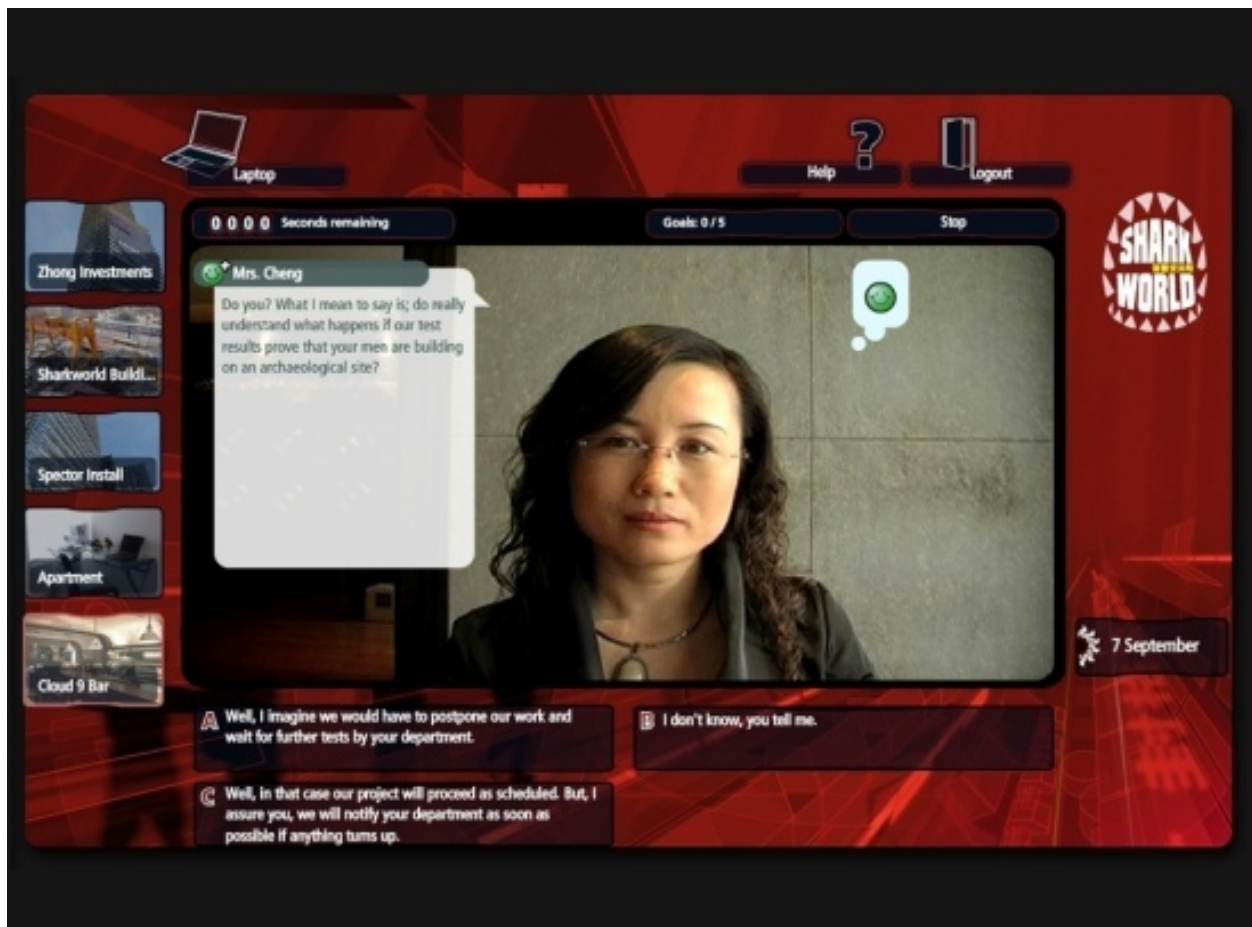 Laptop
Help
Logout
0 0 0 0 Seconds remaining
Goals: 0 / 5
Stop
SHARK
WORLD
Zhong Investments
Sharkworld Buildi...
Spector Install
Apartment
Cloud 9 Bar
Mrs. Cheng
Do you? What I mean to say is; do really
understand what happens if our test
results prove that your men are building
on an archaeological site?
7 September
A Well, I imagine we would have to postpone our work and
wait for further tests by your department.
B I don't know, you tell me.
C Well, in that case our project will proceed as scheduled. But, I
assure you, we will notify your department as soon as
possible if anything turns up.